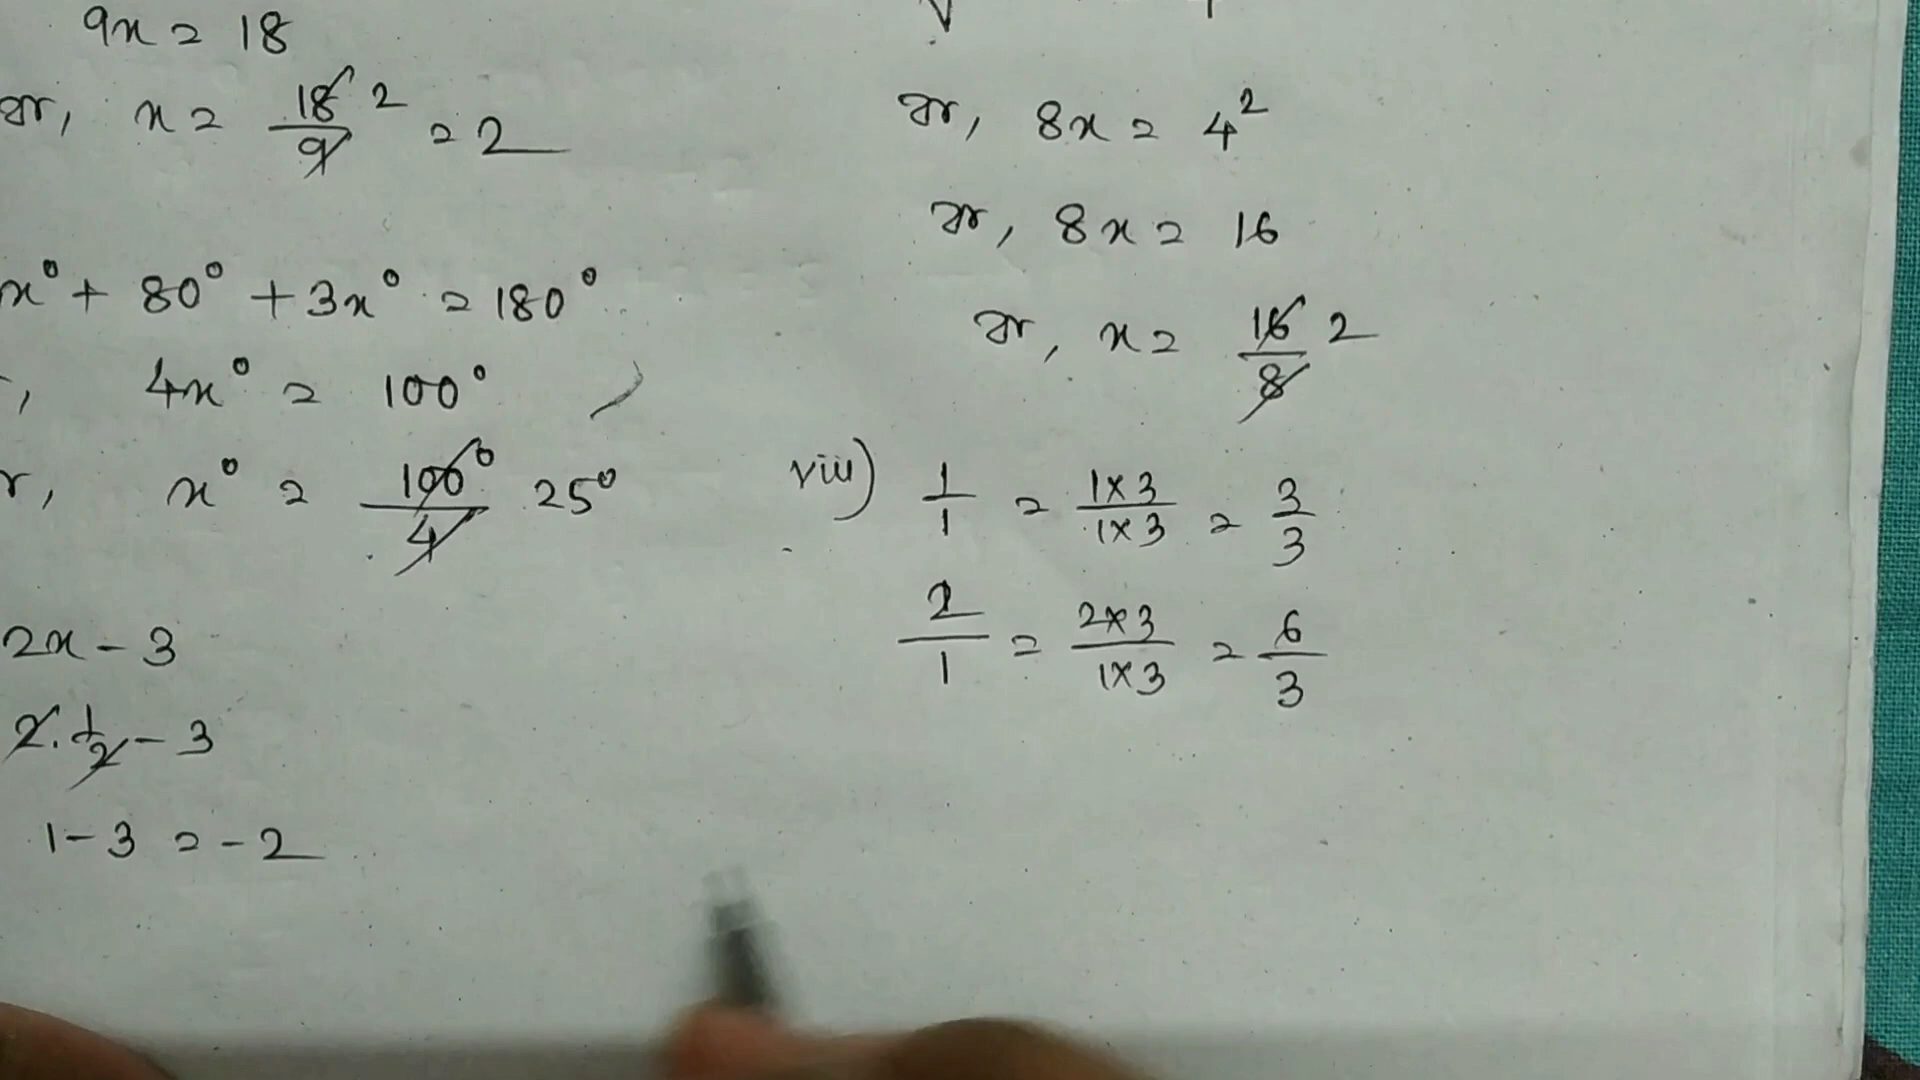 9x = 18
বা, x = 18/9 2 = 2
x° + 80° + 3x° = 180°
, 4x° = 100°
x° = 100°/4 25°
2x - 3
2. 1/2 - 3
1 - 3 = -2
বা, 8x = 4²
বা, 8x = 16
বা, x = 16/8 2
viii) 1/1 = 1×3/1×3 = 3/3
2/1 = 2×3/1×3 = 6/3